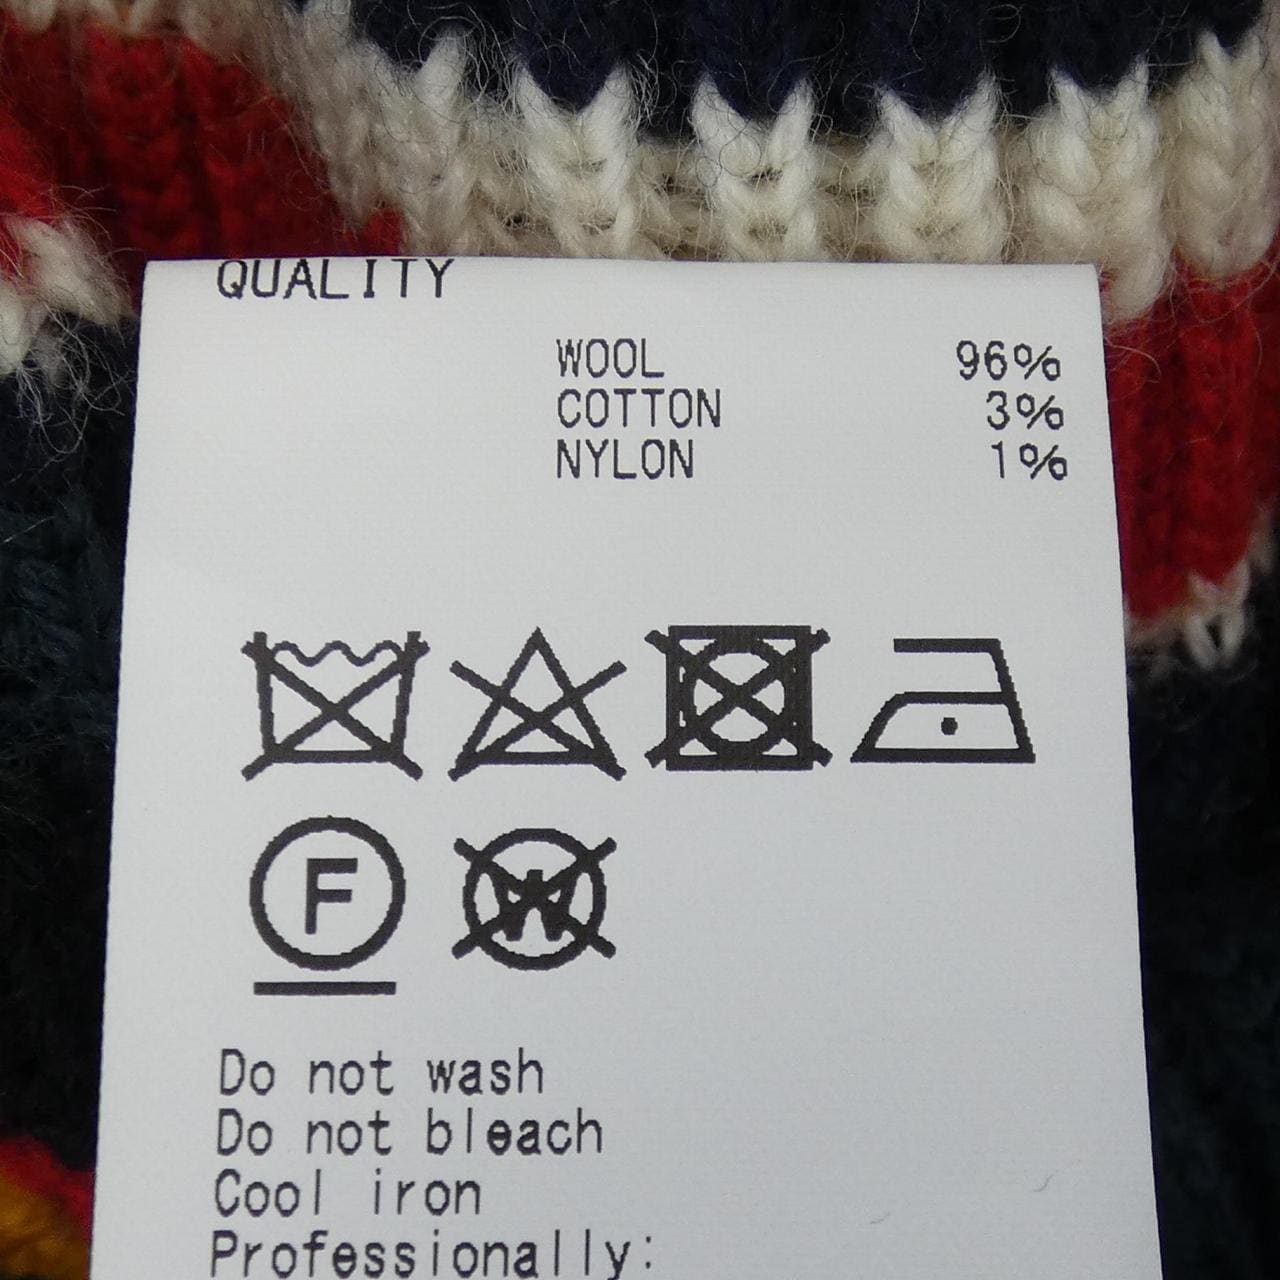 QUALITY
WOOL 96%
COTTON 3%
NYLON 1%
F W
Do not wash
Do not bleach
Cool iron
Professionally: